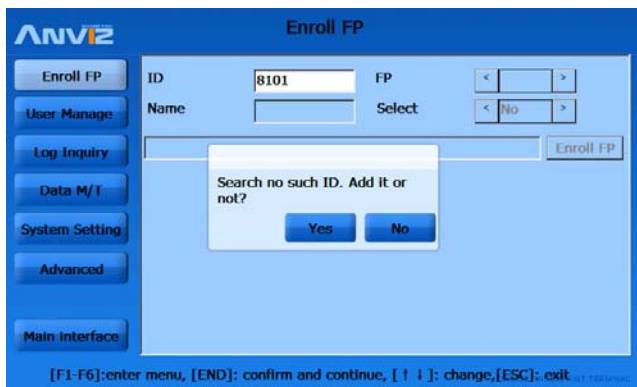 ANVIZ
Enroll FP
Enroll FP
ID 8101 FP < >
User Manage
Name Select < No >
Log Inquiry
Enroll FP
Search no such ID. Add it or
not?
Data M/T
Yes No
System Setting
Advanced
Main interface
[F1-F6]:enter menu, [END]: confirm and continue, [ ↑ ↓ ]: change,[ESC]: exit